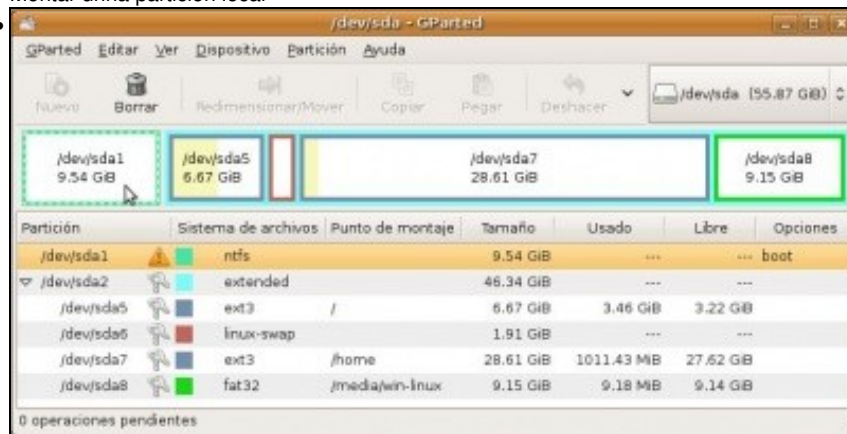 Montar unha partición local
/dev/sda - GParted
GParted Editar Ver Dispositivo Partición Ayuda
Nuevo Borrar Redimensionar/Mover Copiar Pegar Deshacer /dev/sda (55.87 GiB)
/dev/sda1 /dev/sda5 /dev/sda7 /dev/sda8
9.54 GiB 6.67 GiB 28.61 GiB 9.15 GiB
Partición Sistema de archivos Punto de montaje Tamaño Usado Libre Opciones
/dev/sda1 ntfs 9.54 GiB --- --- boot
/dev/sda2 extended 46.34 GiB --- ---
/dev/sda5 ext3 / 6.67 GiB 3.46 GiB 3.22 GiB
/dev/sda6 linux-swap 1.91 GiB --- ---
/dev/sda7 ext3 /home 28.61 GiB 1011.43 MiB 27.62 GiB
/dev/sda8 fat32 /media/win-linux 9.15 GiB 9.18 MiB 9.14 GiB
0 operaciones pendientes